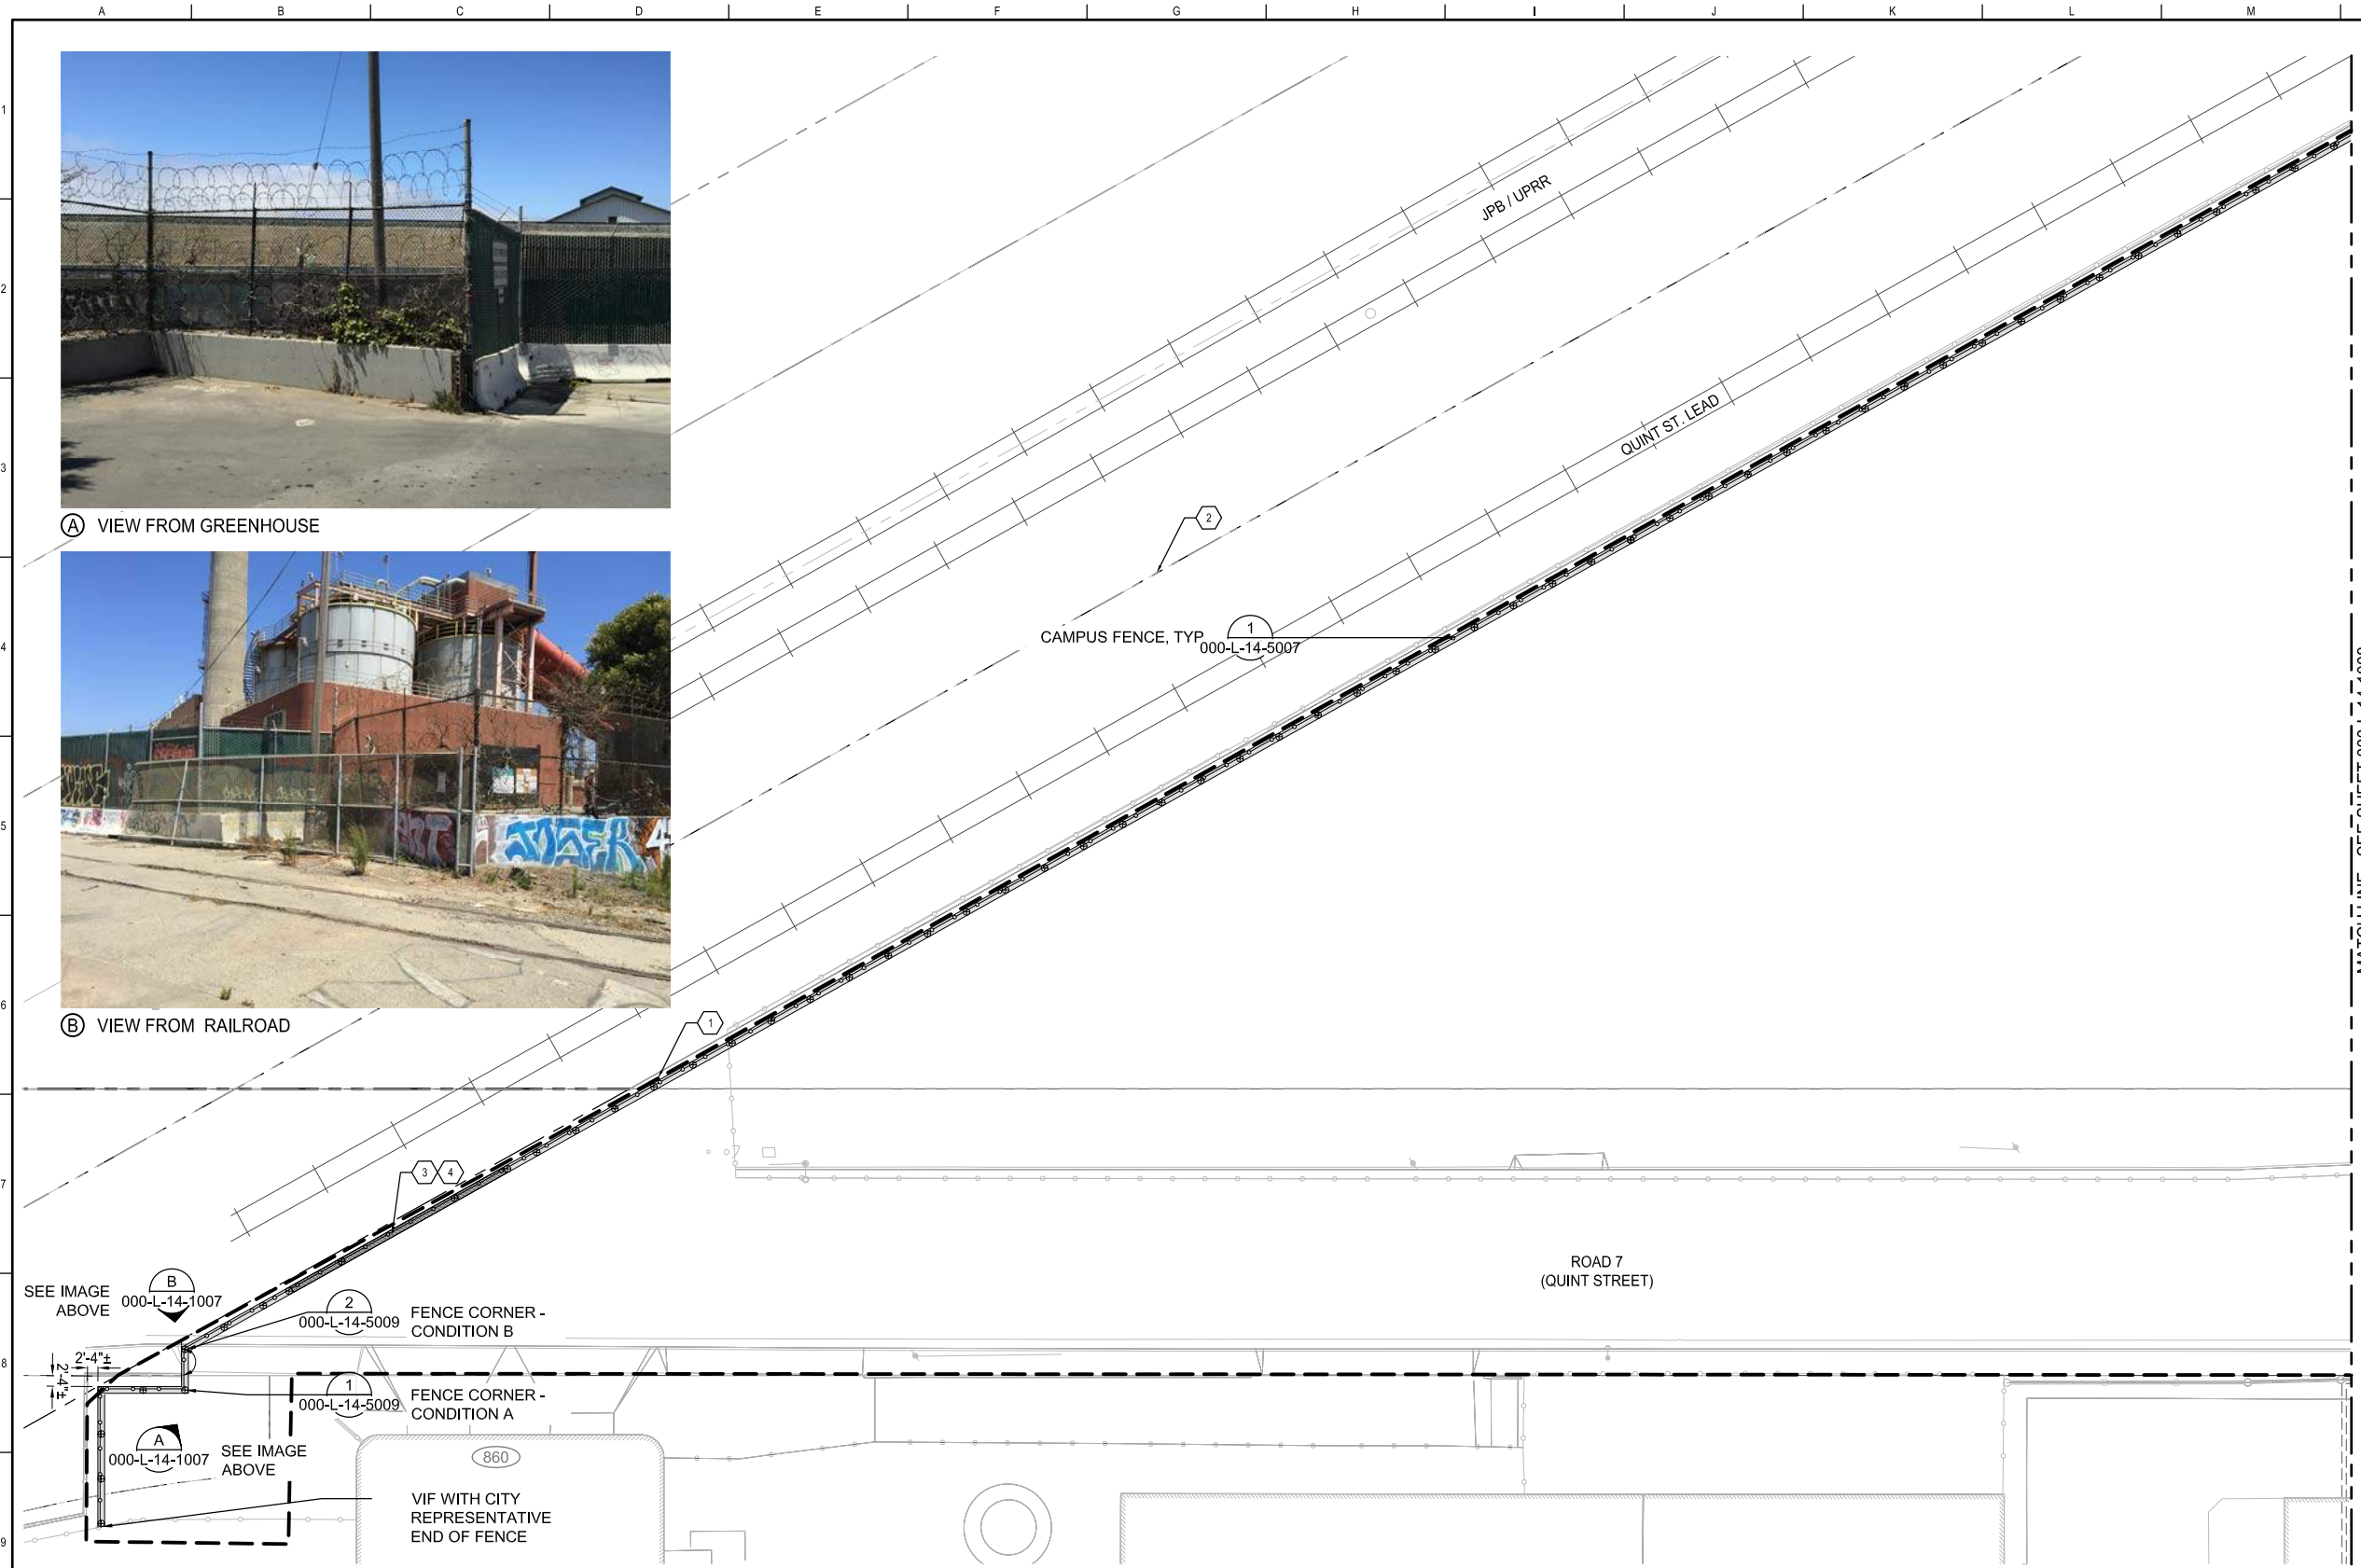 A B C D E F G H I J K L M
1
2
3
4
5
6
7
8
9
A VIEW FROM GREENHOUSE
B VIEW FROM RAILROAD
JPB / UPRR
QUINT ST. LEAD
2
CAMPUS FENCE, TYP
1
000-L-14-5007
1
3 4
ROAD 7
(QUINT STREET)
SEE IMAGE
ABOVE
B
000-L-14-1007
2
000-L-14-5009
FENCE CORNER -
CONDITION B
2'-4"±
2'-4"±
1
000-L-14-5009
FENCE CORNER -
CONDITION A
A
000-L-14-1007
SEE IMAGE
ABOVE
860
VIF WITH CITY
REPRESENTATIVE
END OF FENCE
JOSER